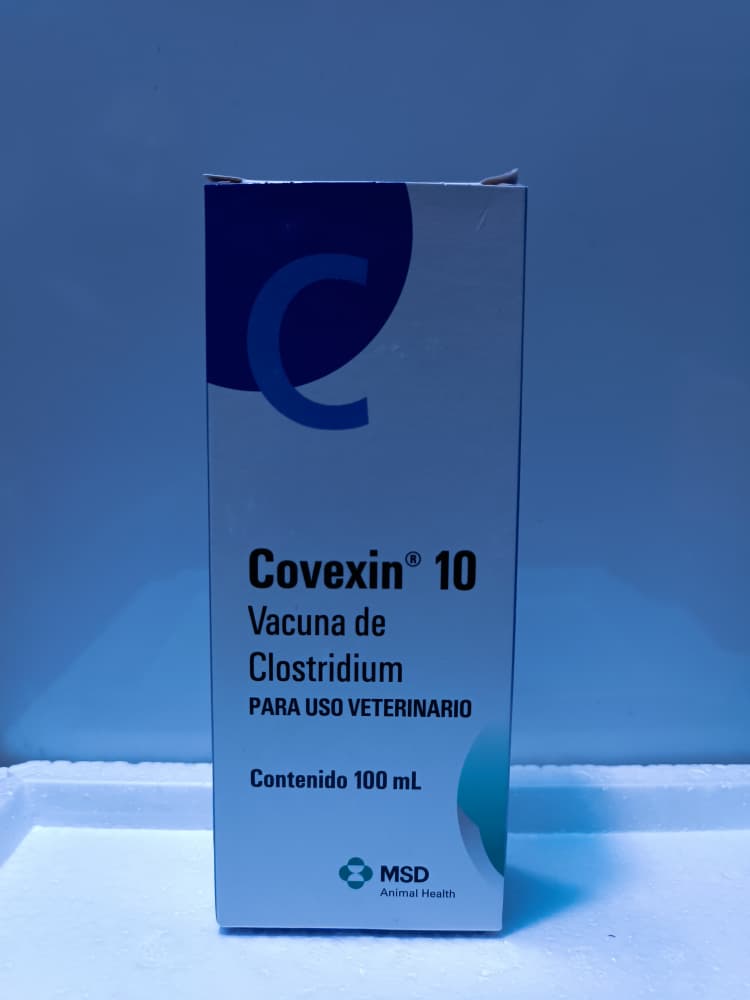 C
Covexin® 10
Vacuna de
Clostridium
PARA USO VETERINARIO
Contenido 100 mL
MSD
Animal Health